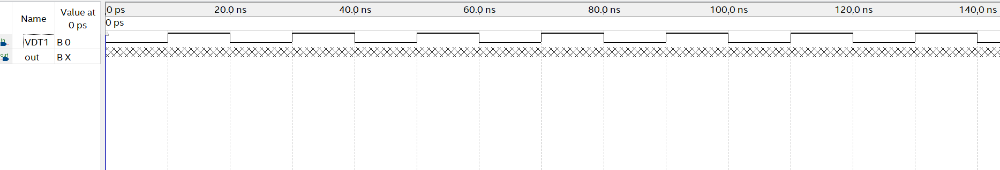 Name
Value at
0 ps
0 ps
20.0 ns
40.0 ns
60.0 ns
80.0 ns
100.0 ns
120.0 ns
140.0 ns
0 ps
in
VDT1
B 0
out
out
B X